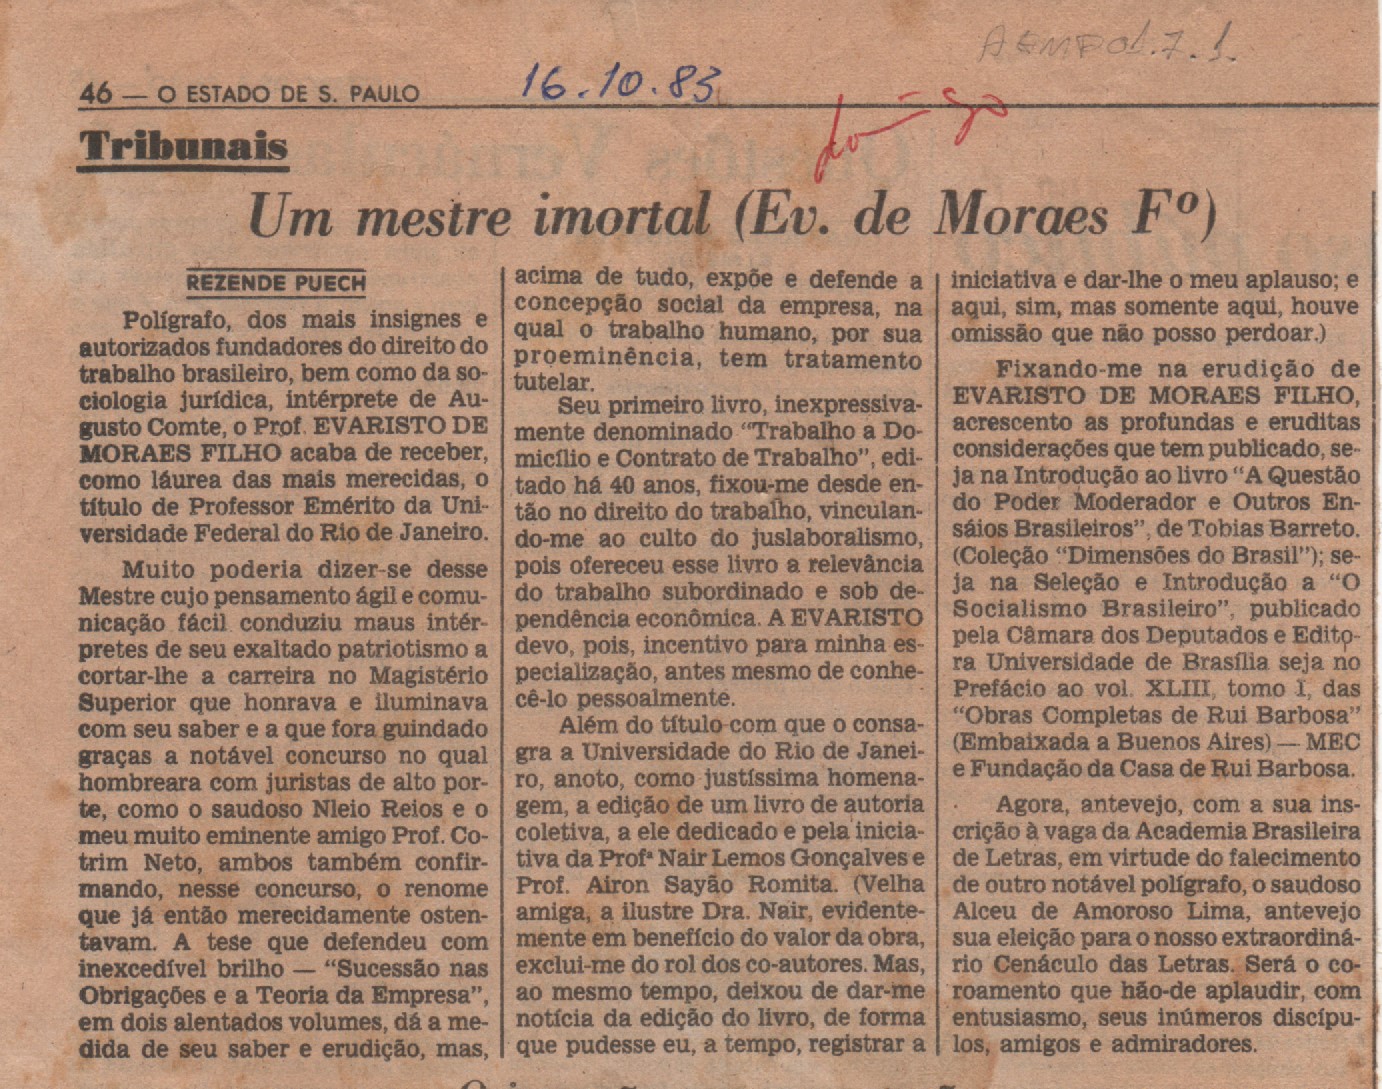 AEMF01.7.1.
46 — O ESTADO DE S. PAULO
16.10.83
domingo
Tribunais
Um mestre imortal (Ev. de Moraes Fº)
REZENDE PUECH
Polígrafo, dos mais insignes e
autorizados fundadores do direito do
trabalho brasileiro, bem como da so-
ciologia jurídica, intérprete de Au-
gusto Comte, o Prof. EVARISTO DE
MORAES FILHO acaba de receber,
como láurea das mais merecidas, o
título de Professor Emérito da Uni-
versidade Federal do Rio de Janeiro.
Muito poderia dizer-se desse
Mestre cujo pensamento ágil e comu-
nicação fácil conduziu maus intér-
pretes de seu exaltado patriotismo a
cortar-lhe a carreira no Magistério
Superior que honrava e iluminava
com seu saber e a que fora guindado
graças a notável concurso no qual
hombreara com juristas de alto por-
te, como o saudoso Nleio Reios e o
meu muito eminente amigo Prof. Co-
trim Neto, ambos também confir-
mando, nesse concurso, o renome
que já então merecidamente osten-
tavam. A tese que defendeu com
inexcedível brilho — "Sucessão nas
Obrigações e a Teoria da Empresa",
em dois alentados volumes, dá a me-
dida de seu saber e erudição, mas,
acima de tudo, expõe e defende a
concepção social da empresa, na
qual o trabalho humano, por sua
proeminência, tem tratamento
tutelar.
Seu primeiro livro, inexpressiva-
mente denominado "Trabalho a Do-
micílio e Contrato de Trabalho", edi-
tado há 40 anos, fixou-me desde en-
tão no direito do trabalho, vinculan-
do-me ao culto do juslaboralismo,
pois ofereceu esse livro a relevância
do trabalho subordinado e sob de-
pendência econômica. A EVARISTO
devo, pois, incentivo para minha es-
pecialização, antes mesmo de conhe-
cê-lo pessoalmente.
Além do título com que o consa-
gra a Universidade do Rio de Janei-
ro, anoto, como justíssima homena-
gem, a edição de um livro de autoria
coletiva, a ele dedicado e pela inicia-
tiva da Profª Nair Lemos Gonçalves e
Prof. Airon Sayão Romita. (Velha
amiga, a ilustre Dra. Nair, evidente-
mente em benefício do valor da obra,
exclui-me do rol dos co-autores. Mas,
ao mesmo tempo, deixou de dar-me
notícia da edição do livro, de forma
que pudesse eu, a tempo, registrar a
iniciativa e dar-lhe o meu aplauso; e
aqui, sim, mas somente aqui, houve
omissão que não posso perdoar.)
Fixando-me na erudição de
EVARISTO DE MORAES FILHO,
acrescento as profundas e eruditas
considerações que tem publicado, se-
ja na Introdução ao livro "A Questão
do Poder Moderador e Outros En-
sáios Brasileiros", de Tobias Barreto.
(Coleção "Dimensões do Brasil"); se-
ja na Seleção e Introdução a "O
Socialismo Brasileiro", publicado
pela Câmara dos Deputados e Edito-
ra Universidade de Brasília seja no
Prefácio ao vol. XLIII, tomo I, das
"Obras Completas de Rui Barbosa"
(Embaixada a Buenos Aires) — MEC
e Fundação da Casa de Rui Barbosa.
Agora, antevejo, com a sua ins-
crição à vaga da Academia Brasileira
de Letras, em virtude do falecimento
de outro notável polígrafo, o saudoso
Alceu de Amoroso Lima, antevejo
sua eleição para o nosso extraordiná-
rio Cenáculo das Letras. Será o co-
roamento que hão-de aplaudir, com
entusiasmo, seus inúmeros discípu-
los, amigos e admiradores.